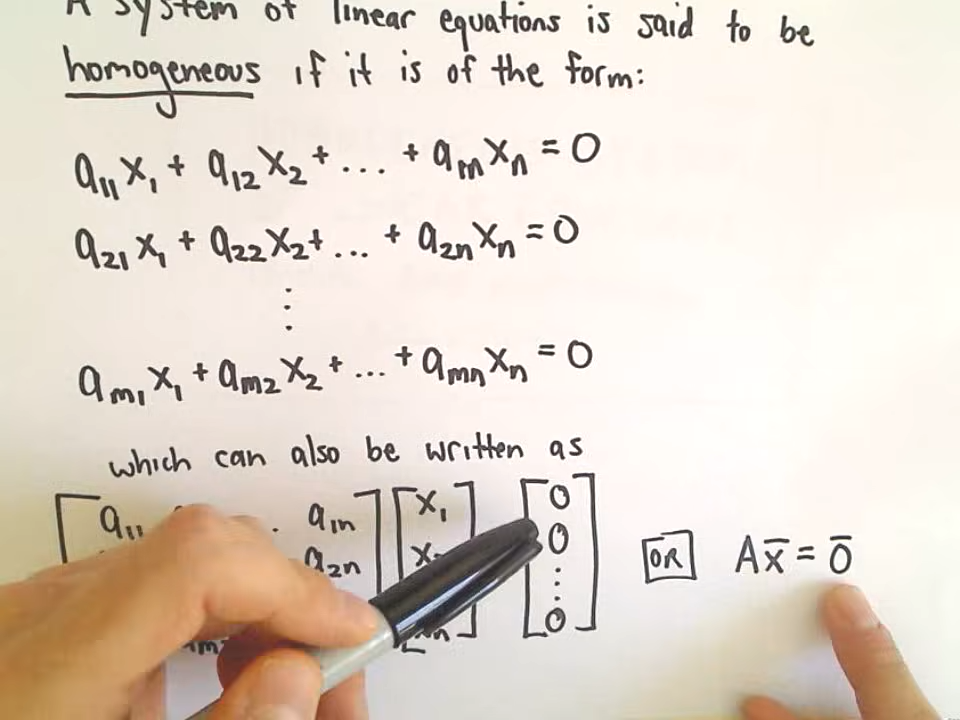 A system of linear equations is said to be
homogeneous if it is of the form:
a₁₁x₁ + a₁₂x₂ + ... + a₁ₙxₙ = 0
a₂₁x₁ + a₂₂x₂ + ... + a₂ₙxₙ = 0
⋮
aₘ₁x₁ + aₘ₂x₂ + ... + aₘₙxₙ = 0
which can also be written as
[a₁₁ . a₁ₙ] [x₁] [0]
a₂ₙ 0 OR Ax̄ = 0̄
⋮
0